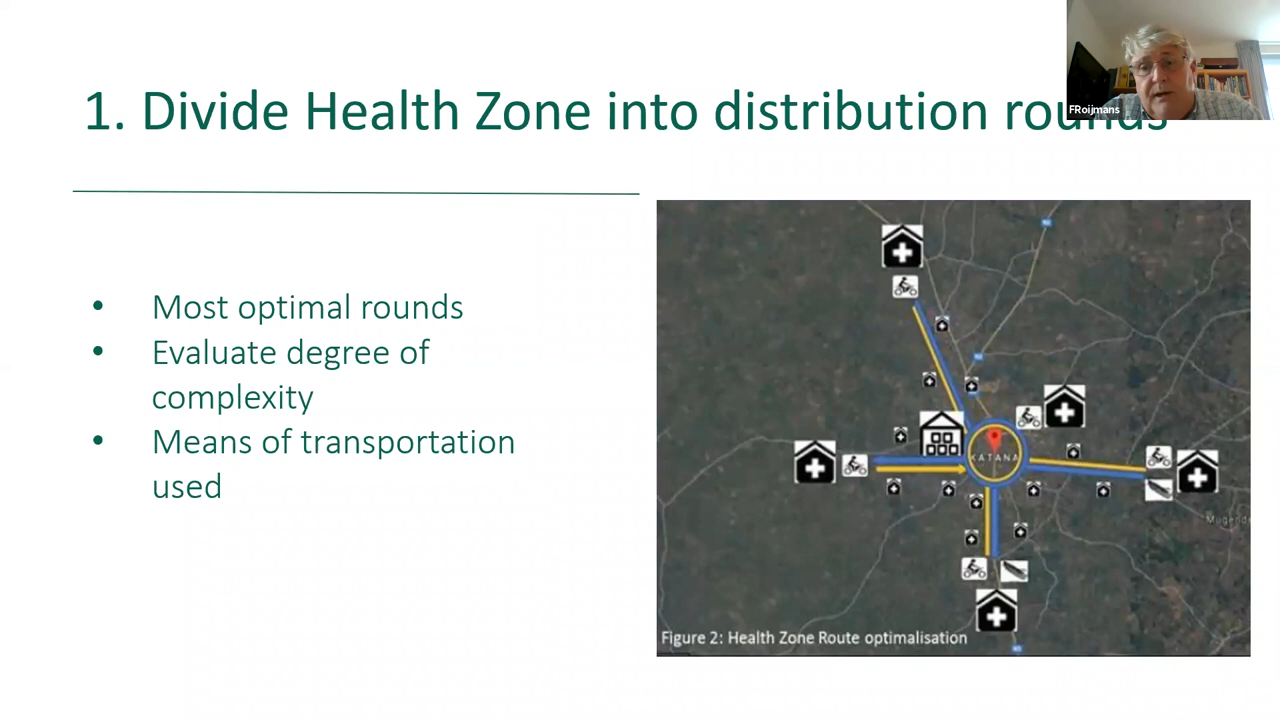 1. Divide Health Zone into distribution rounds
FRoijmans
• Most optimal rounds
• Evaluate degree of
complexity
• Means of transportation
used
KATANA
Figure 2: Health Zone Route optimalisation